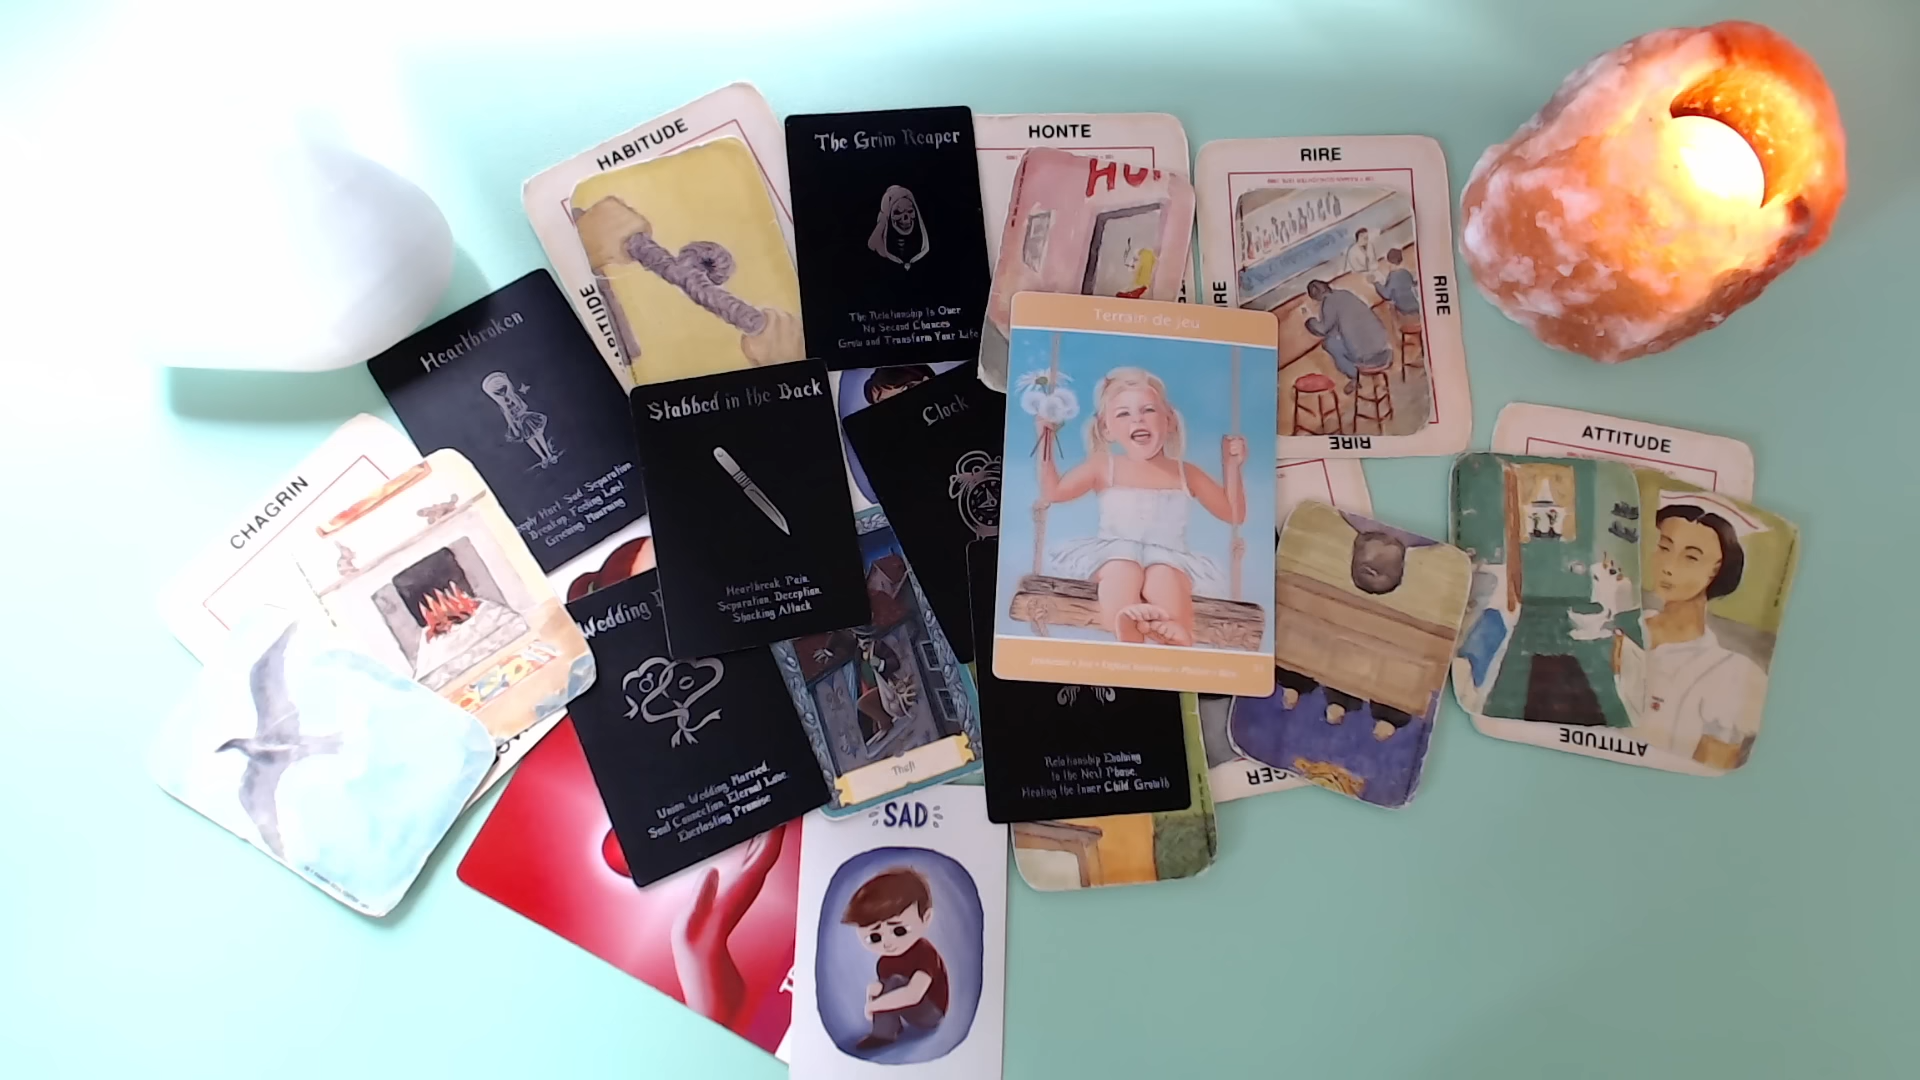 HABITUDE
HABITUDE
The Grim Reaper
The Relationship Is Over
No Second Chances
Grow and Transform Your Life
HONTE
RIRE
RIRE
RIRE
Heartbroken
Hurt, Sad, Separation
Breakup, Feeling Lost
Grieving, Mourning
Stabbed in the Back
Heartbreak, Pain,
Separation, Deception,
Shocking Attack
Clock
Terrain de jeu
ATTITUDE
ATTITUDE
CHAGRIN
Wedding
Union, Wedding, Married,
Soul Connection, Eternal Love,
Everlasting Promise
Theft
Relationship Evolving
to the Next Phase,
Healing the Inner Child, Growth
SAD